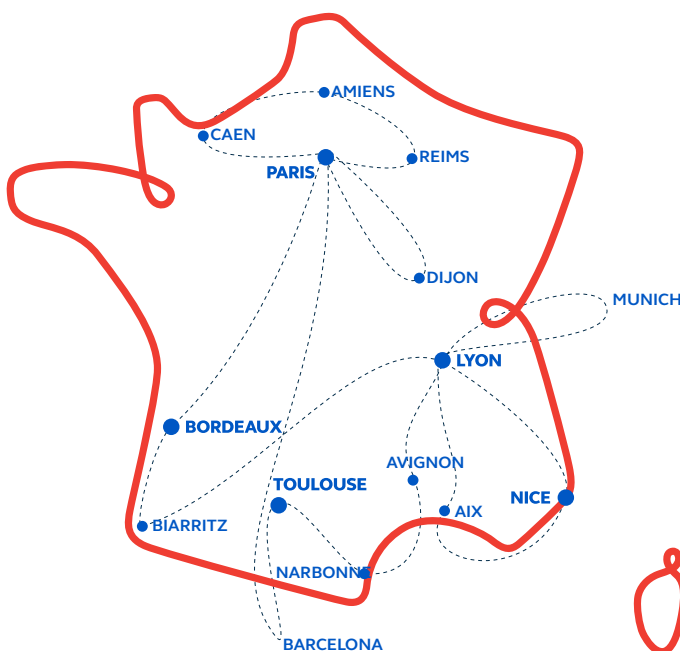 AMIENS
CAEN
REIMS
PARIS
DIJON
MUNICH
LYON
BORDEAUX
AVIGNON
TOULOUSE
NICE
AIX
BIARRITZ
NARBONNE
BARCELONA